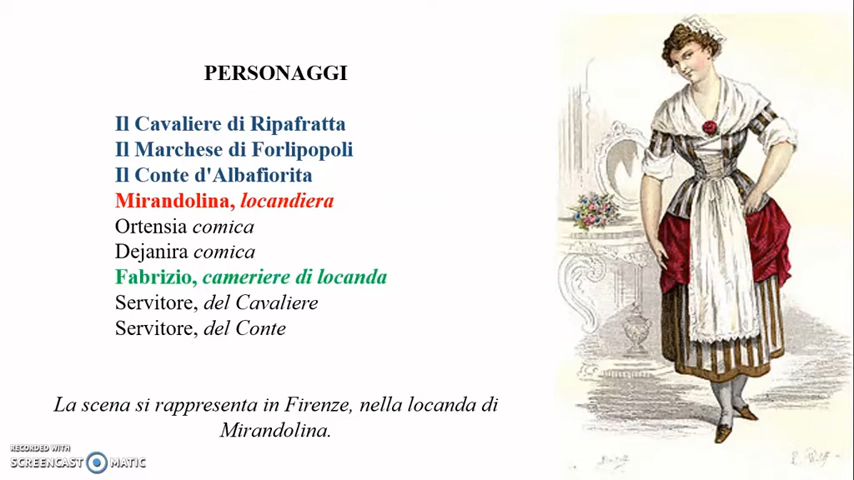 PERSONAGGI
Il Cavaliere di Ripafratta
Il Marchese di Forlipopoli
Il Conte d'Albafiorita
Mirandolina, locandiera
Ortensia comica
Dejanira comica
Fabrizio, cameriere di locanda
Servitore, del Cavaliere
Servitore, del Conte
La scena si rappresenta in Firenze, nella locanda di
Mirandolina.
RECORDED WITH
SCREENCAST MATIC